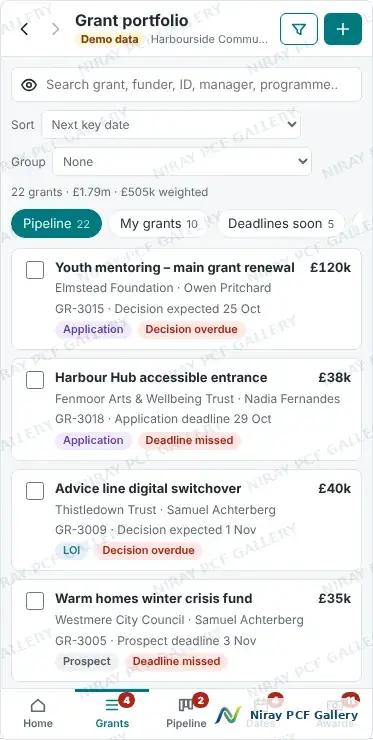 Grant portfolio
Demo data Harbourside Commu...
Search grant, funder, ID, manager, programme..
Sort Next key date
Group None
22 grants · £1.79m · £505k weighted
Pipeline 22 My grants 10 Deadlines soon 5
Youth mentoring – main grant renewal £120k
Elmstead Foundation · Owen Pritchard
GR-3015 · Decision expected 25 Oct
Application Decision overdue
Harbour Hub accessible entrance £38k
Fenmoor Arts & Wellbeing Trust · Nadia Fernandes
GR-3018 · Application deadline 29 Oct
Application Deadline missed
Advice line digital switchover £40k
Thistledown Trust · Samuel Achterberg
GR-3009 · Decision expected 1 Nov
LOI Decision overdue
Warm homes winter crisis fund £35k
Westmere City Council · Samuel Achterberg
GR-3005 · Prospect deadline 3 Nov
Prospect Deadline missed
4 2
Home Grants Pipeline Dates Awards
Niray PCF Gallery
NIRAY PCF GALLERY